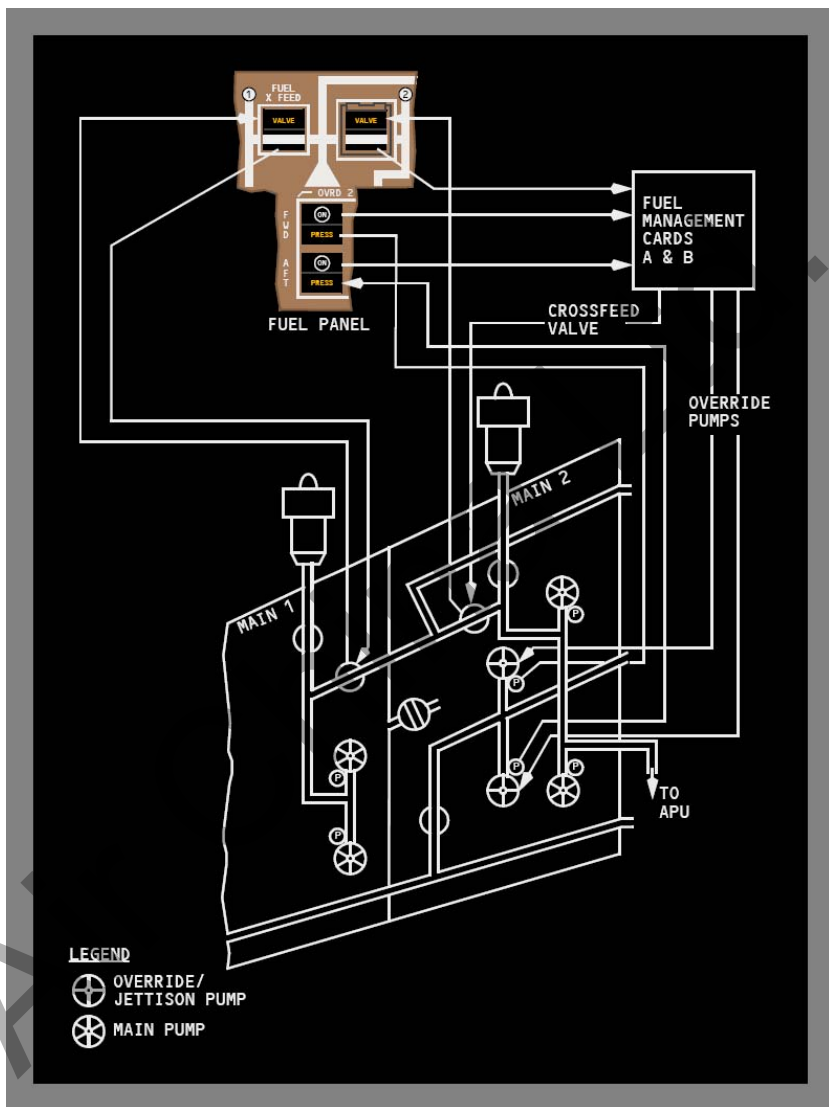 1
FUEL
X FEED
2
VALVE
VALVE
OVRD 2
FWD
ON
PRESS
AFT
ON
PRESS
FUEL PANEL
FUEL
MANAGEMENT
CARDS
A & B
CROSSFEED
VALVE
OVERRIDE
PUMPS
MAIN 2
MAIN 1
P
P
P
P
P
P
TO
APU
LEGEND
OVERRIDE/
JETTISON PUMP
MAIN PUMP